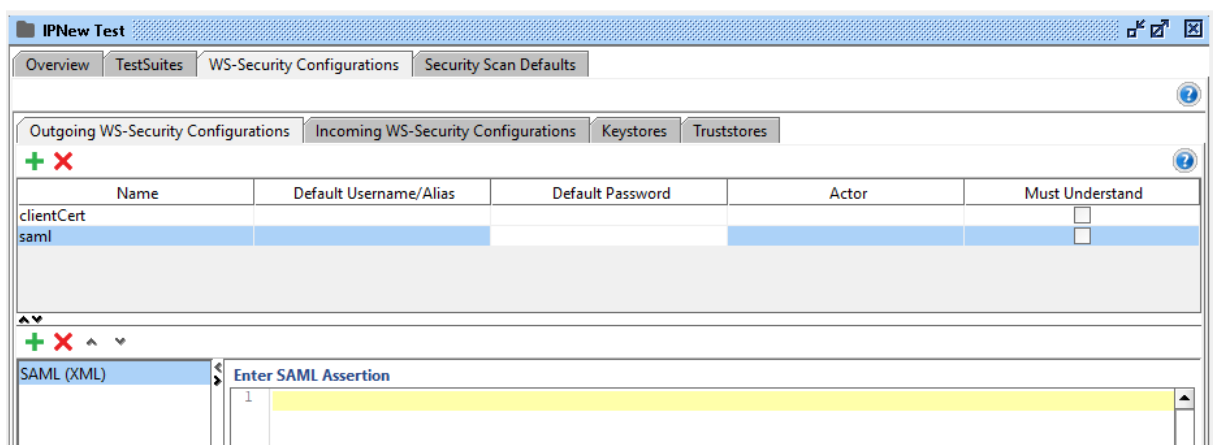 IPNew Test
Overview TestSuites WS-Security Configurations Security Scan Defaults
Outgoing WS-Security Configurations Incoming WS-Security Configurations Keystores Truststores
Name Default Username/Alias Default Password Actor Must Understand
clientCert
saml
SAML (XML) Enter SAML Assertion
1